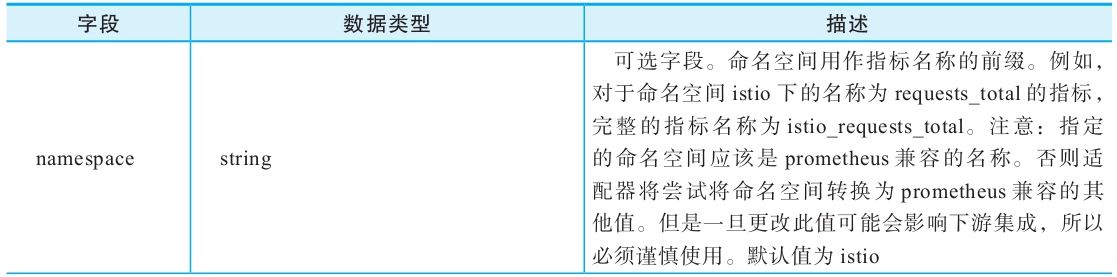 字段 数据类型 描述
可选字段。命名空间用作指标名称的前缀。例如，
对于命名空间 istio 下的名称为 requests_total 的指标，
完整的指标名称为 istio_requests_total。注意：指定
namespace string 的命名空间应该是 prometheus 兼容的名称。否则适
配器将尝试将命名空间转换为 prometheus 兼容的其
他值。但是一旦更改此值可能会影响下游集成，所以
必须谨慎使用。默认值为 istio